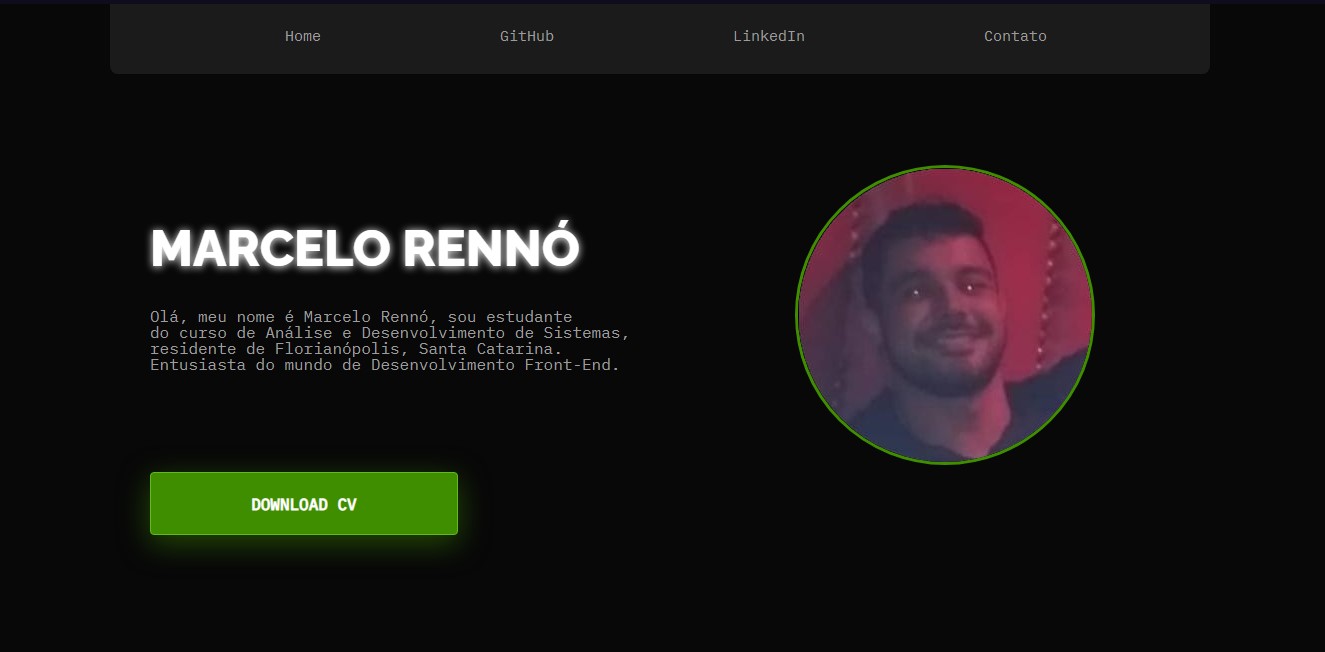 Home GitHub LinkedIn Contato
MARCELO RENNÓ
Olá, meu nome é Marcelo Rennó, sou estudante
do curso de Análise e Desenvolvimento de Sistemas,
residente de Florianópolis, Santa Catarina.
Entusiasta do mundo de Desenvolvimento Front-End.
DOWNLOAD CV